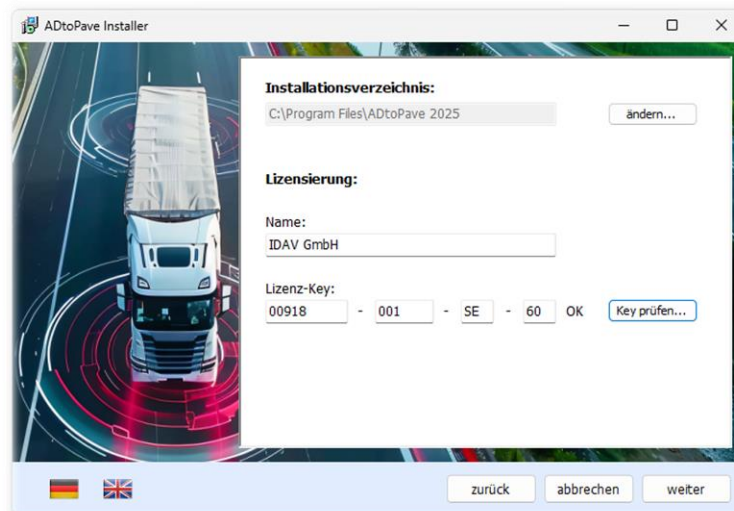 ADtoPave Installer
Installationsverzeichnis:
C:\Program Files\ADtoPave 2025 ändern...
Lizensierung:
Name:
IDAV GmbH
Lizenz-Key:
00918 - 001 - SE - 60 OK Key prüfen...
zurück abbrechen weiter